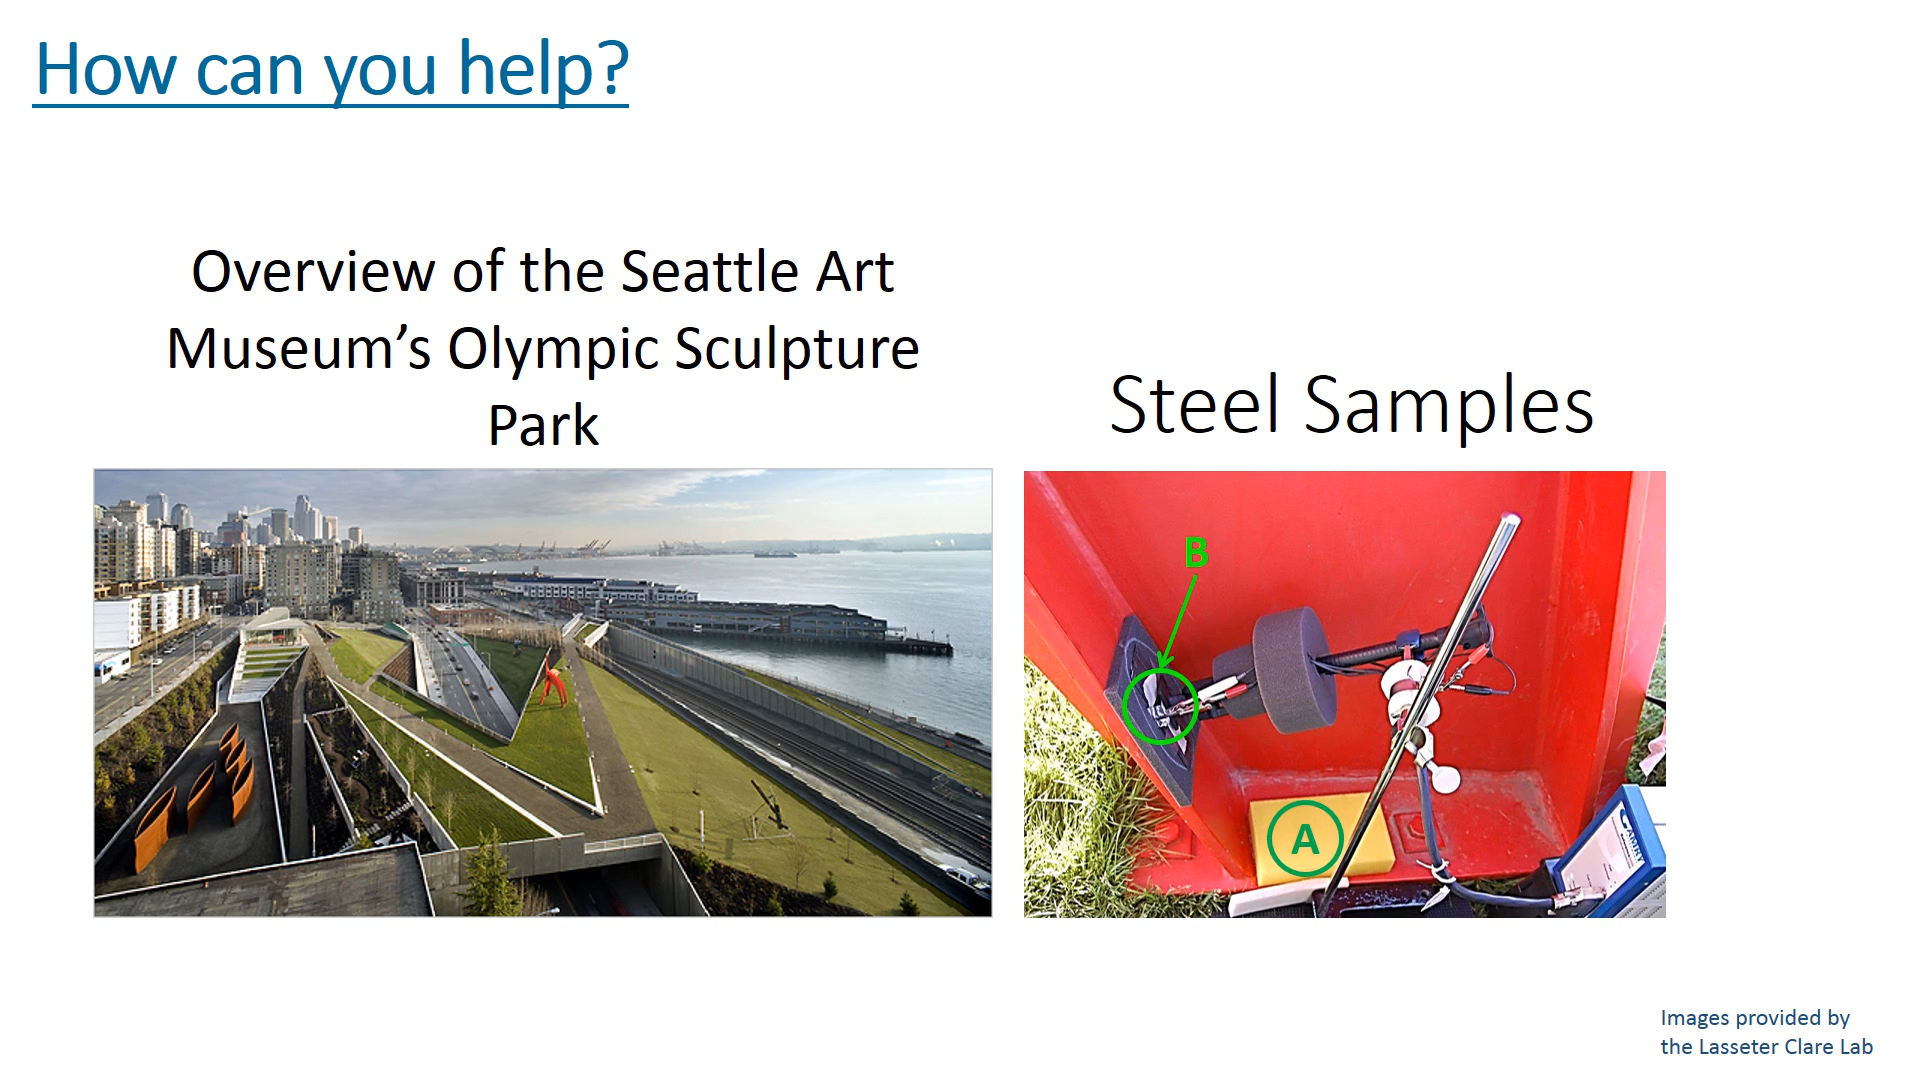 How can you help?
Overview of the Seattle Art
Museum’s Olympic Sculpture
Park
Steel Samples
B
A
GAMRY
Images provided by
the Lasseter Clare Lab